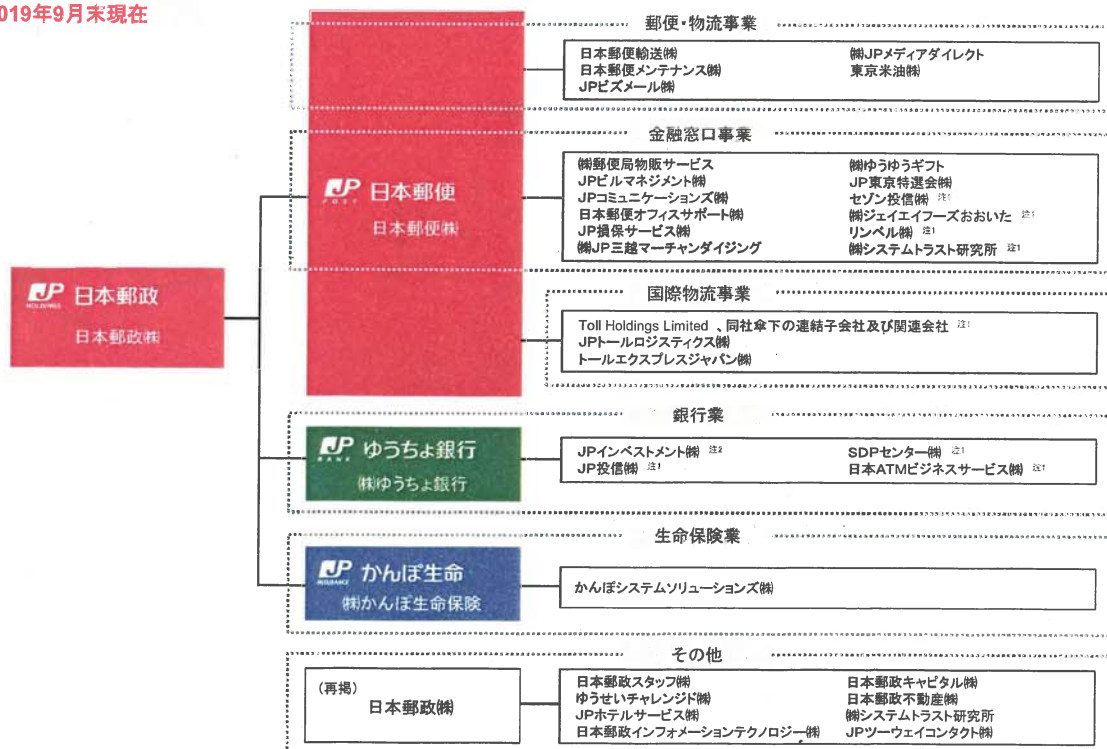 2019年9月末現在
郵便・物流事業
日本郵便輸送㈱
日本郵便メンテナンス㈱
JPビズメール㈱
㈱JPメディアダイレクト
東京米油㈱
金融窓口事業
㈱郵便局物販サービス
JPビルマネジメント㈱
JPコミュニケーションズ㈱
日本郵便オフィスサポート㈱
JP損保サービス㈱
㈱JP三越マーチャンダイジング
㈱ゆうゆうギフト
JP東京特選会㈱
セゾン投信㈱ 注1
㈱ジェイエイフーズおおいた 注1
リンベル㈱ 注1
㈱システムトラスト研究所 注1
JP POST 日本郵便
日本郵便㈱
国際物流事業
Toll Holdings Limited 、同社傘下の連結子会社及び関連会社 注1
JPトールロジスティクス㈱
トールエクスプレスジャパン㈱
JP HOLDINGS 日本郵政
日本郵政㈱
銀行業
JP BANK ゆうちょ銀行
㈱ゆうちょ銀行
JPインベストメント㈱ 注2
JP投信㈱ 注1
SDPセンター㈱ 注1
日本ATMビジネスサービス㈱ 注1
生命保険業
JP INSURANCE かんぽ生命
㈱かんぽ生命保険
かんぽシステムソリューションズ㈱
その他
(再掲)
日本郵政㈱
日本郵政スタッフ㈱
ゆうせいチャレンジド㈱
JPホテルサービス㈱
日本郵政インフォメーションテクノロジー㈱
日本郵政キャピタル㈱
日本郵政不動産㈱
㈱システムトラスト研究所
JPツーウェイコンタクト㈱